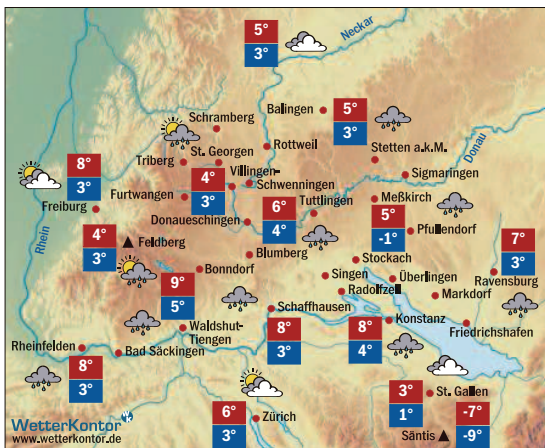 5°
3°
Neckar
Balingen
5°
3°
Schramberg
Rottweil
Stetten a.k.M.
Donau
St. Georgen
Triberg
Villingen-
Schwenningen
Sigmaringen
8°
3°
4°
3°
Furtwangen
Freiburg
Meßkirch
6°
4°
Tuttlingen
Donaueschingen
5°
-1°
Pfullendorf
Rhein
4°
3°
Feldberg
Blumberg
Stockach
7°
3°
Bonndorf
Singen
Überlingen
Ravensburg
9°
5°
Radolfzell
Markdorf
Schaffhausen
Waldshut-
Tiengen
8°
3°
8°
4°
Konstanz
Friedrichshafen
Rheinfelden
Bad Säckingen
8°
3°
3°
1°
St. Gallen
6°
3°
Zürich
-7°
-9°
Säntis
WetterKontor
www.wetterkontor.de